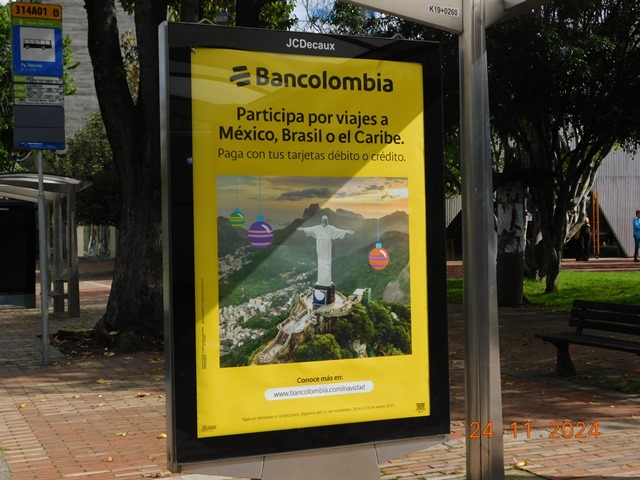 314A01
K19+0260
JCDecaux
Bancolombia
Participa por viajes a
México, Brasil o el Caribe.
Paga con tus tarjetas débito o crédito.
Conoce más en:
www.bancolombia.com/navidad
24 11 2024